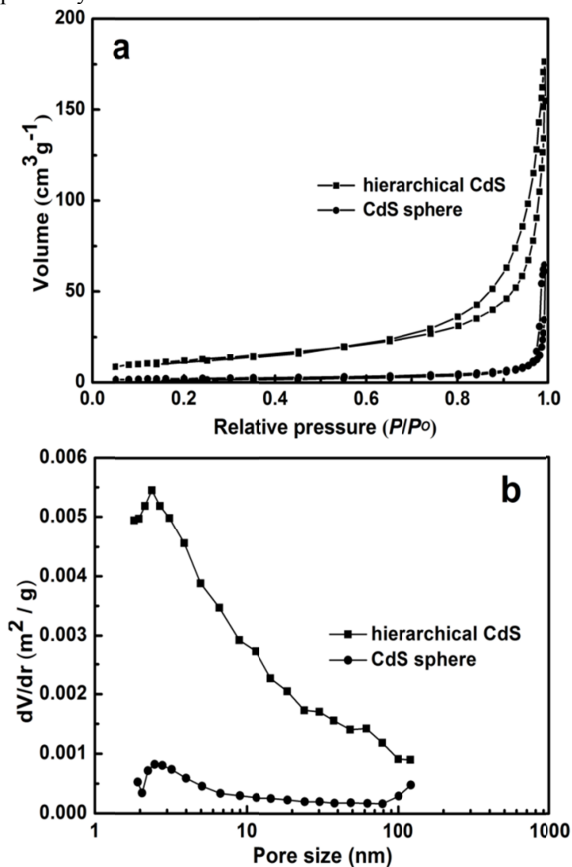 200
a
150
hierarchical CdS
CdS sphere
100
50
0
0.0 0.2 0.4 0.6 0.8 1.0
Volume (cm³g⁻¹)
Relative pressure (P/Pᴼ)
0.006
b
0.005
0.004
hierarchical CdS
CdS sphere
0.003
0.002
0.001
0.000
1 10 100 1000
dV/dr (m² / g)
Pore size (nm)